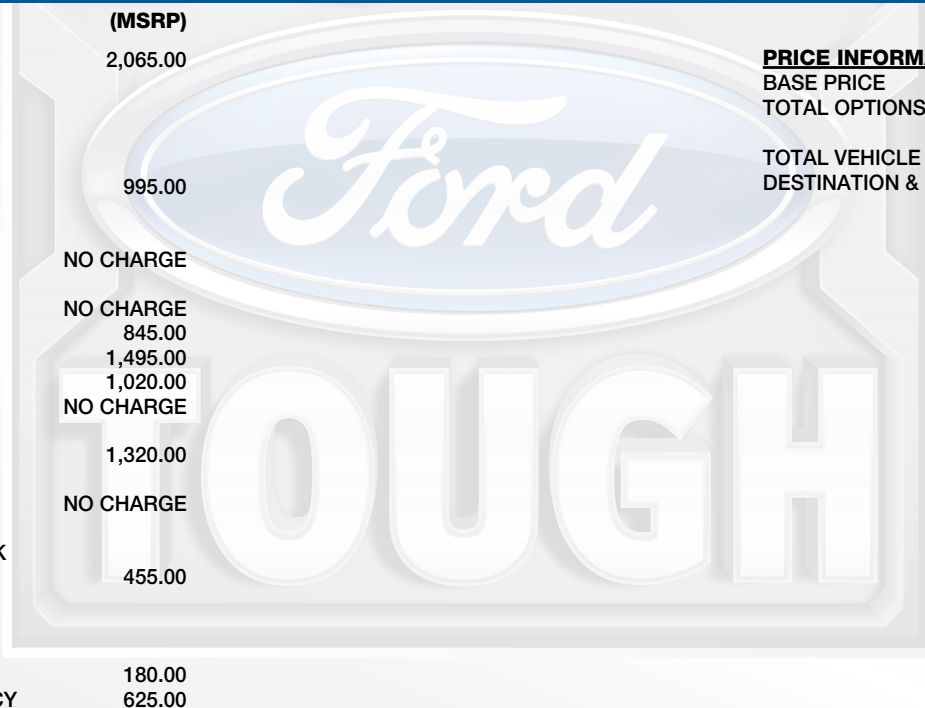 (MSRP)
2,065.00
995.00
NO CHARGE
NO CHARGE
845.00
1,495.00
1,020.00
NO CHARGE
1,320.00
NO CHARGE
K
455.00
180.00
CY 625.00
PRICE INFORMA
BASE PRICE
TOTAL OPTIONS
TOTAL VEHICLE
DESTINATION &
Ford
TOUGH